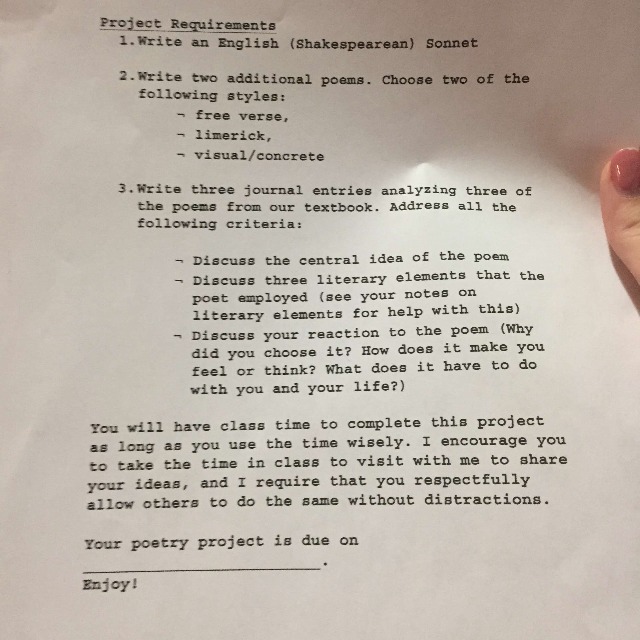 Project Requirements
1. Write an English (Shakespearean) Sonnet
2. Write two additional poems. Choose two of the
following styles:
¬ free verse,
¬ limerick,
¬ visual/concrete
3. Write three journal entries analyzing three of
the poems from our textbook. Address all the
following criteria:
¬ Discuss the central idea of the poem
¬ Discuss three literary elements that the
poet employed (see your notes on
literary elements for help with this)
¬ Discuss your reaction to the poem (Why
did you choose it? How does it make you
feel or think? What does it have to do
with you and your life?)
You will have class time to complete this project
as long as you use the time wisely. I encourage you
to take the time in class to visit with me to share
your ideas, and I require that you respectfully
allow others to do the same without distractions.
Your poetry project is due on
____________________.
Enjoy!